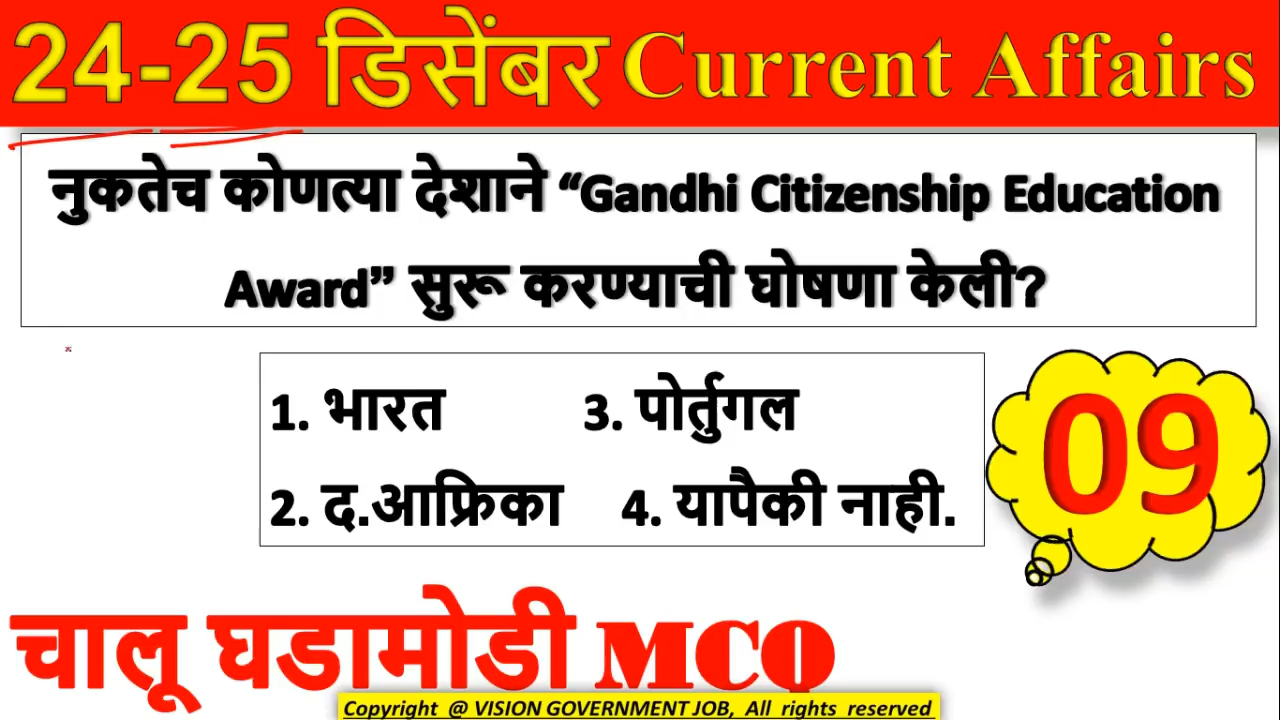 24-25 डिसेंबर Current Affairs
नुकतेच कोणत्या देशाने “Gandhi Citizenship Education
Award” सुरू करण्याची घोषणा केली?
1. भारत 3. पोर्तुगल
2. द.आफ्रिका 4. यापैकी नाही.
09
चालू घडामोडी MCQ
Copyright @ VISION GOVERNMENT JOB, All rights reserved